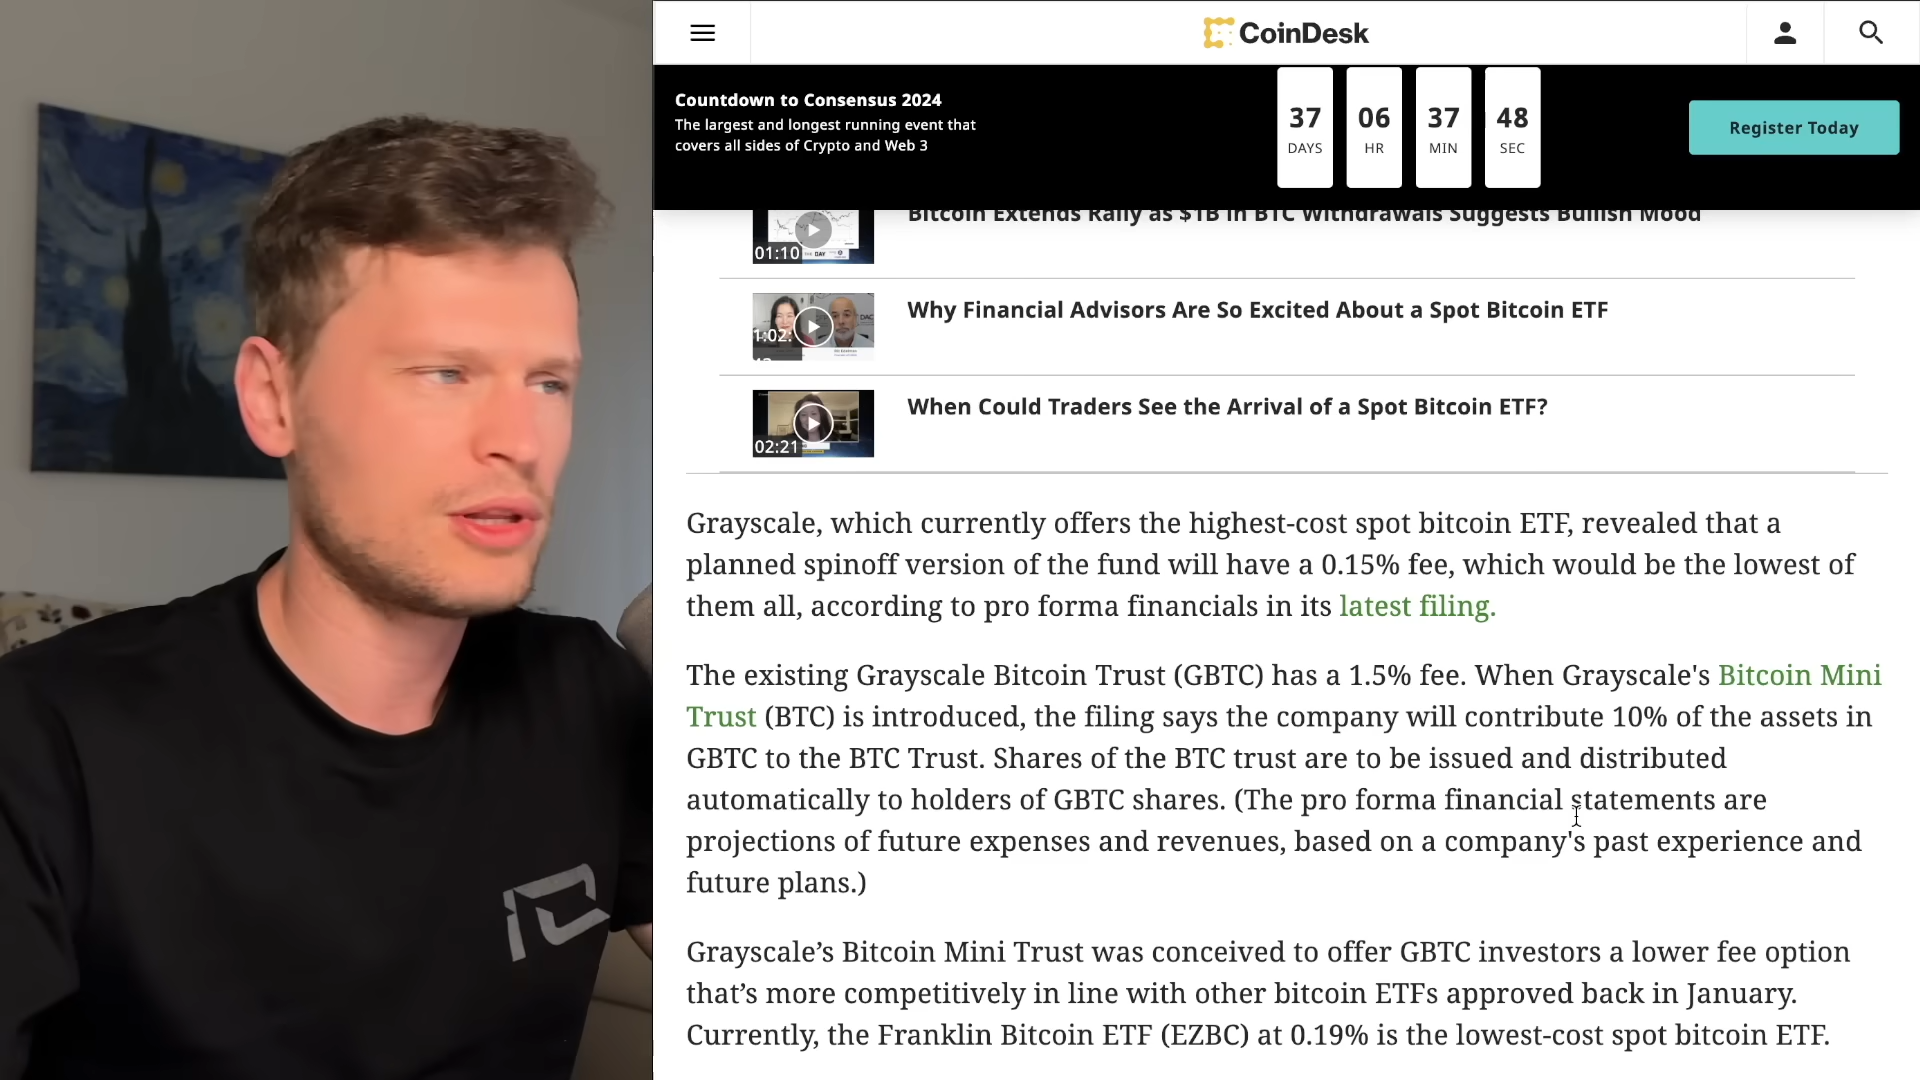 CoinDesk
Countdown to Consensus 2024
The largest and longest running event that
covers all sides of Crypto and Web 3
37 06 37 48
DAYS HR MIN SEC
Register Today
Bitcoin Extends Rally as $1B in BTC Withdrawals Suggests Bullish Mood
01:10
Why Financial Advisors Are So Excited About a Spot Bitcoin ETF
1:02:
When Could Traders See the Arrival of a Spot Bitcoin ETF?
02:21
Grayscale, which currently offers the highest-cost spot bitcoin ETF, revealed that a
planned spinoff version of the fund will have a 0.15% fee, which would be the lowest of
them all, according to pro forma financials in its latest filing.
The existing Grayscale Bitcoin Trust (GBTC) has a 1.5% fee. When Grayscale's Bitcoin Mini
Trust (BTC) is introduced, the filing says the company will contribute 10% of the assets in
GBTC to the BTC Trust. Shares of the BTC trust are to be issued and distributed
automatically to holders of GBTC shares. (The pro forma financial statements are
projections of future expenses and revenues, based on a company's past experience and
future plans.)
Grayscale’s Bitcoin Mini Trust was conceived to offer GBTC investors a lower fee option
that’s more competitively in line with other bitcoin ETFs approved back in January.
Currently, the Franklin Bitcoin ETF (EZBC) at 0.19% is the lowest-cost spot bitcoin ETF.